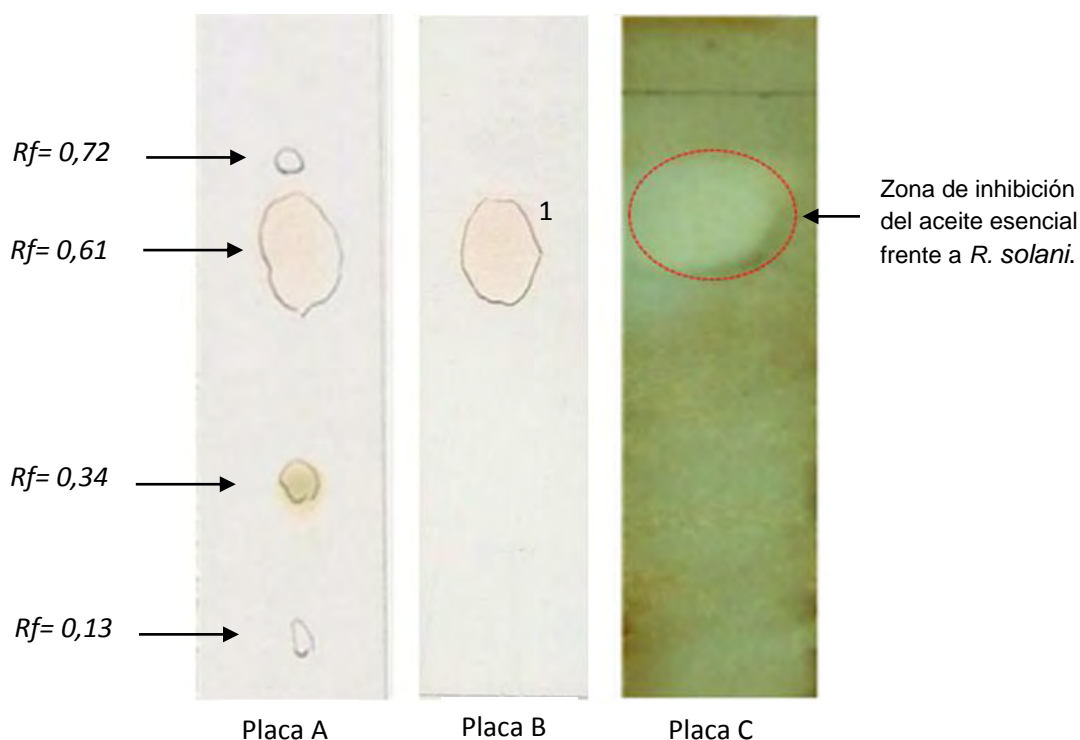 Rf= 0,72
Rf= 0,61
Rf= 0,34
Rf= 0,13
1
Zona de inhibición
del aceite esencial
frente a R. solani.
Placa A
Placa B
Placa C